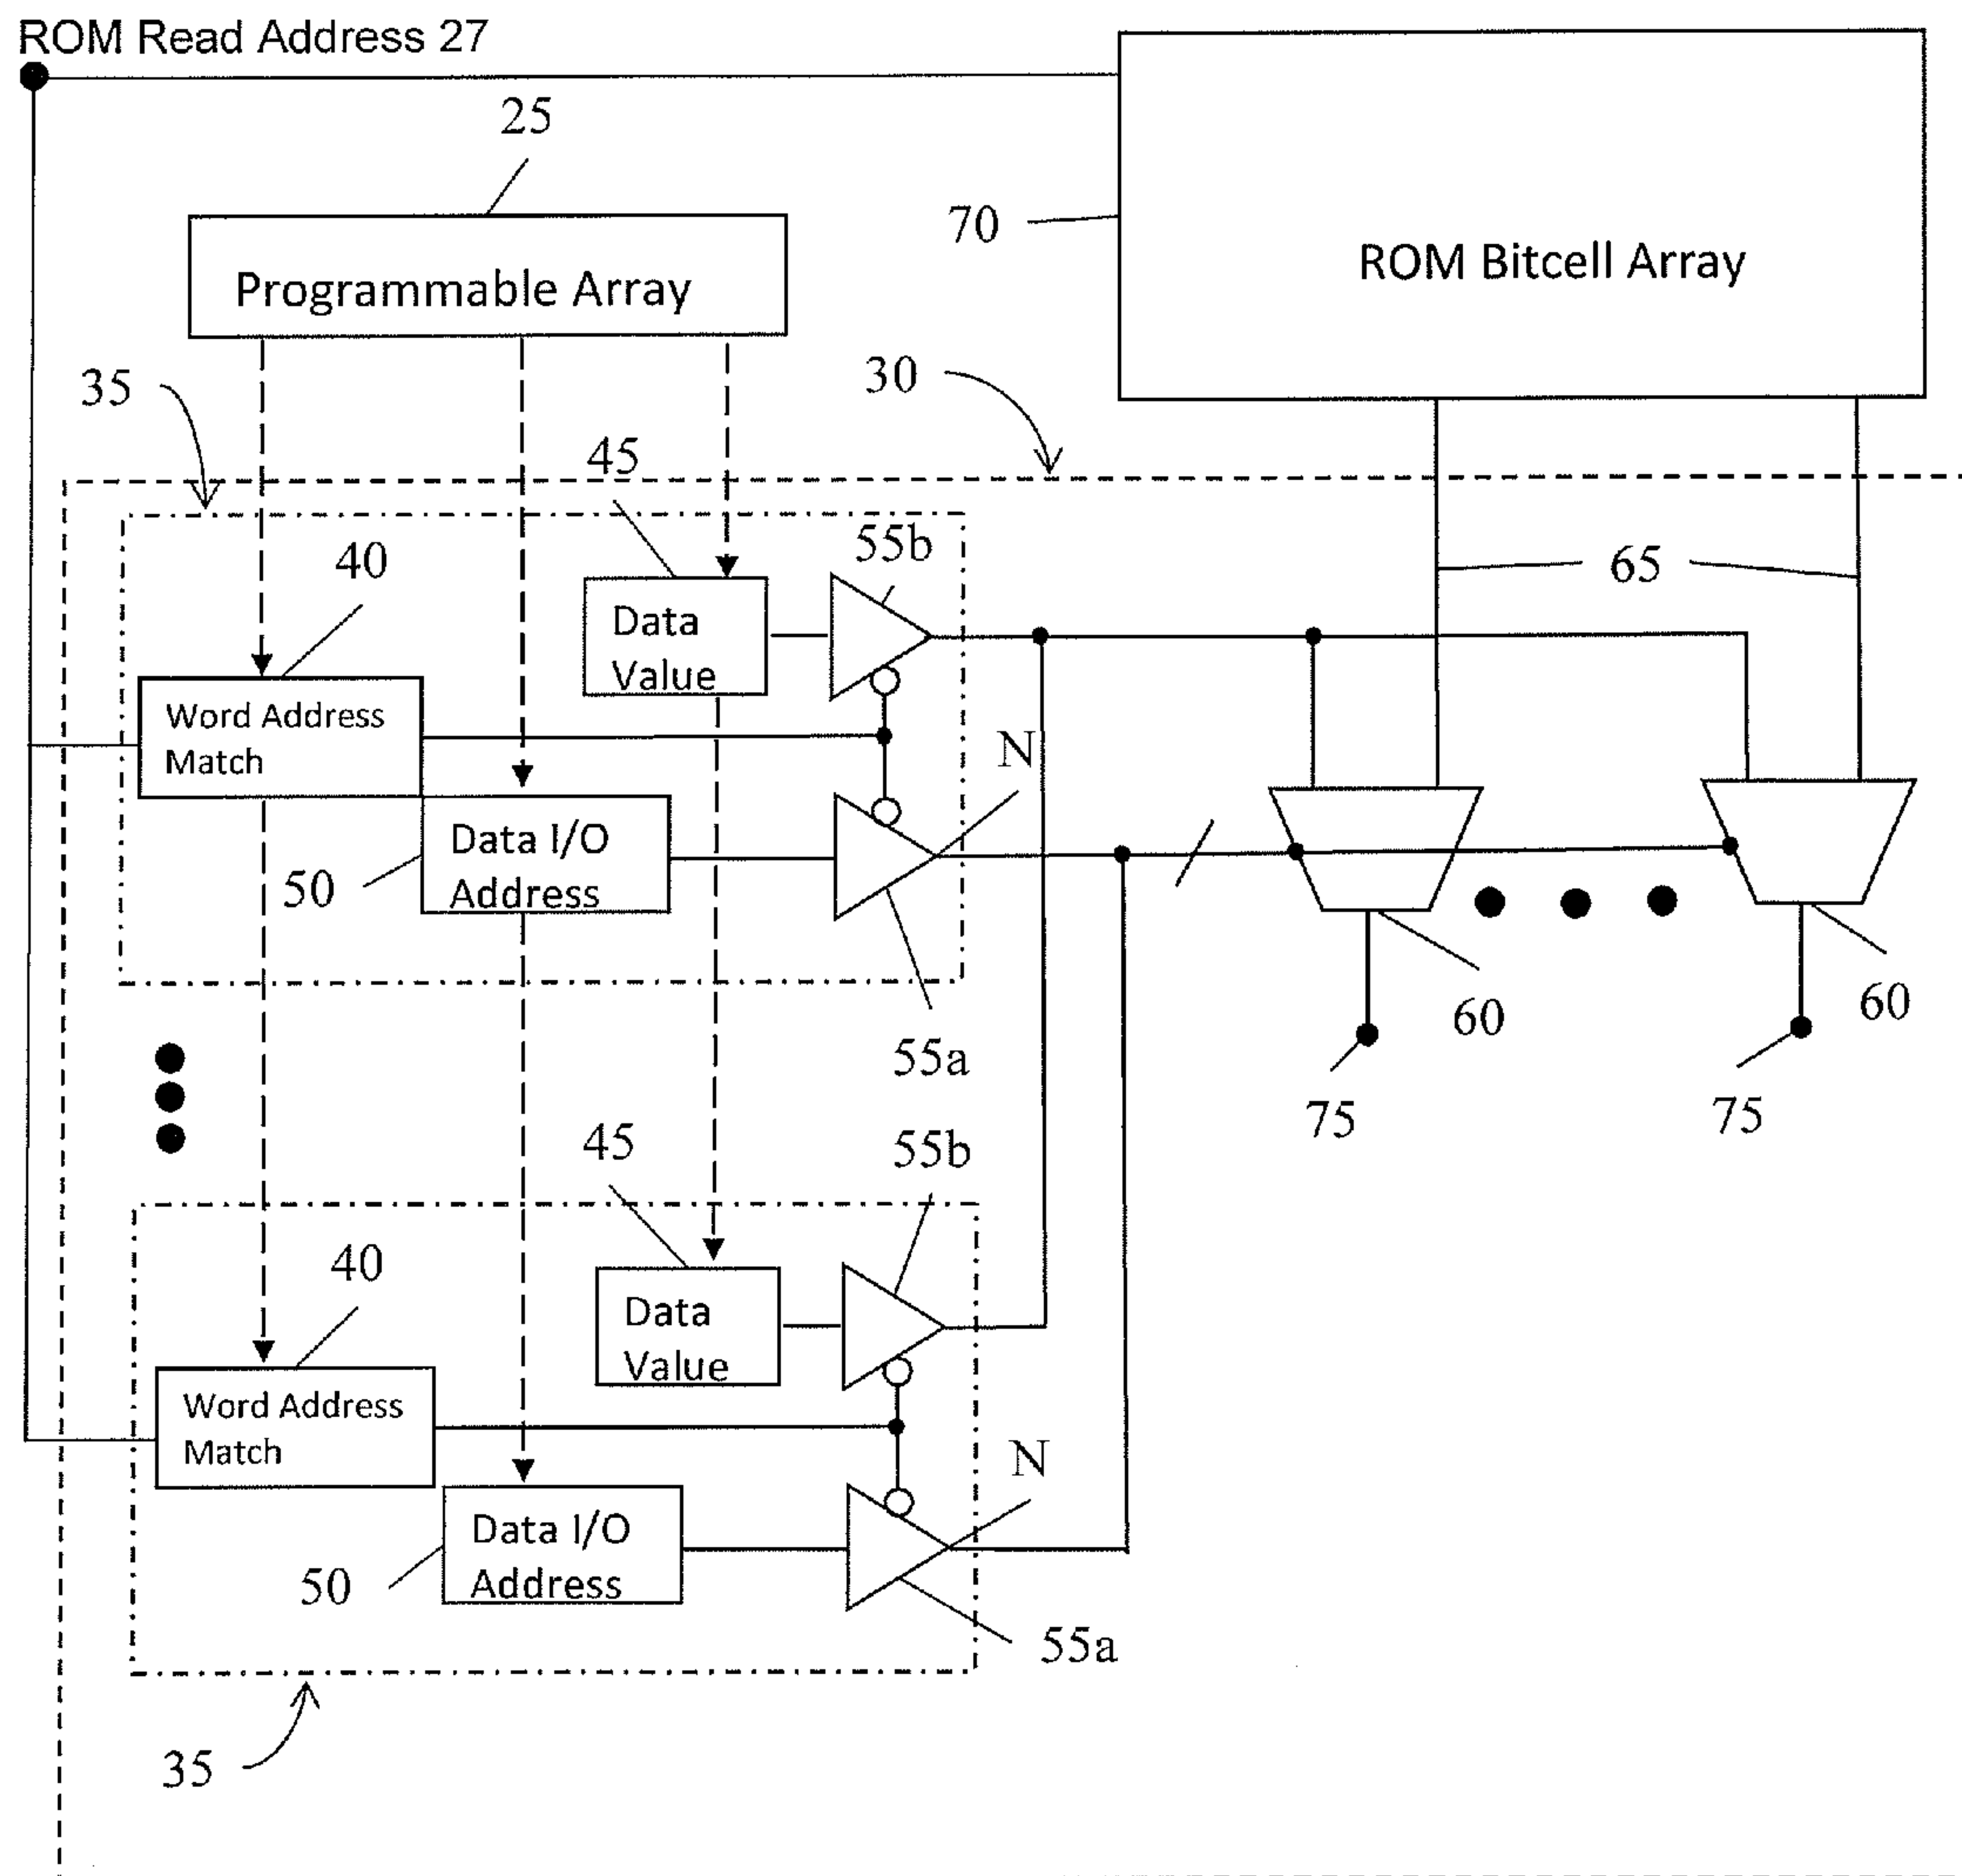 ROM Read Address 27
25
70
ROM Bitcell Array
Programmable Array
35
30
45
55b
40
65
Data
Value
Word Address
Match
N
Data I/O
Address
50
60
60
55a
75
75
45
55b
40
Data
Value
Word Address
Match
N
Data I/O
Address
50
55a
35